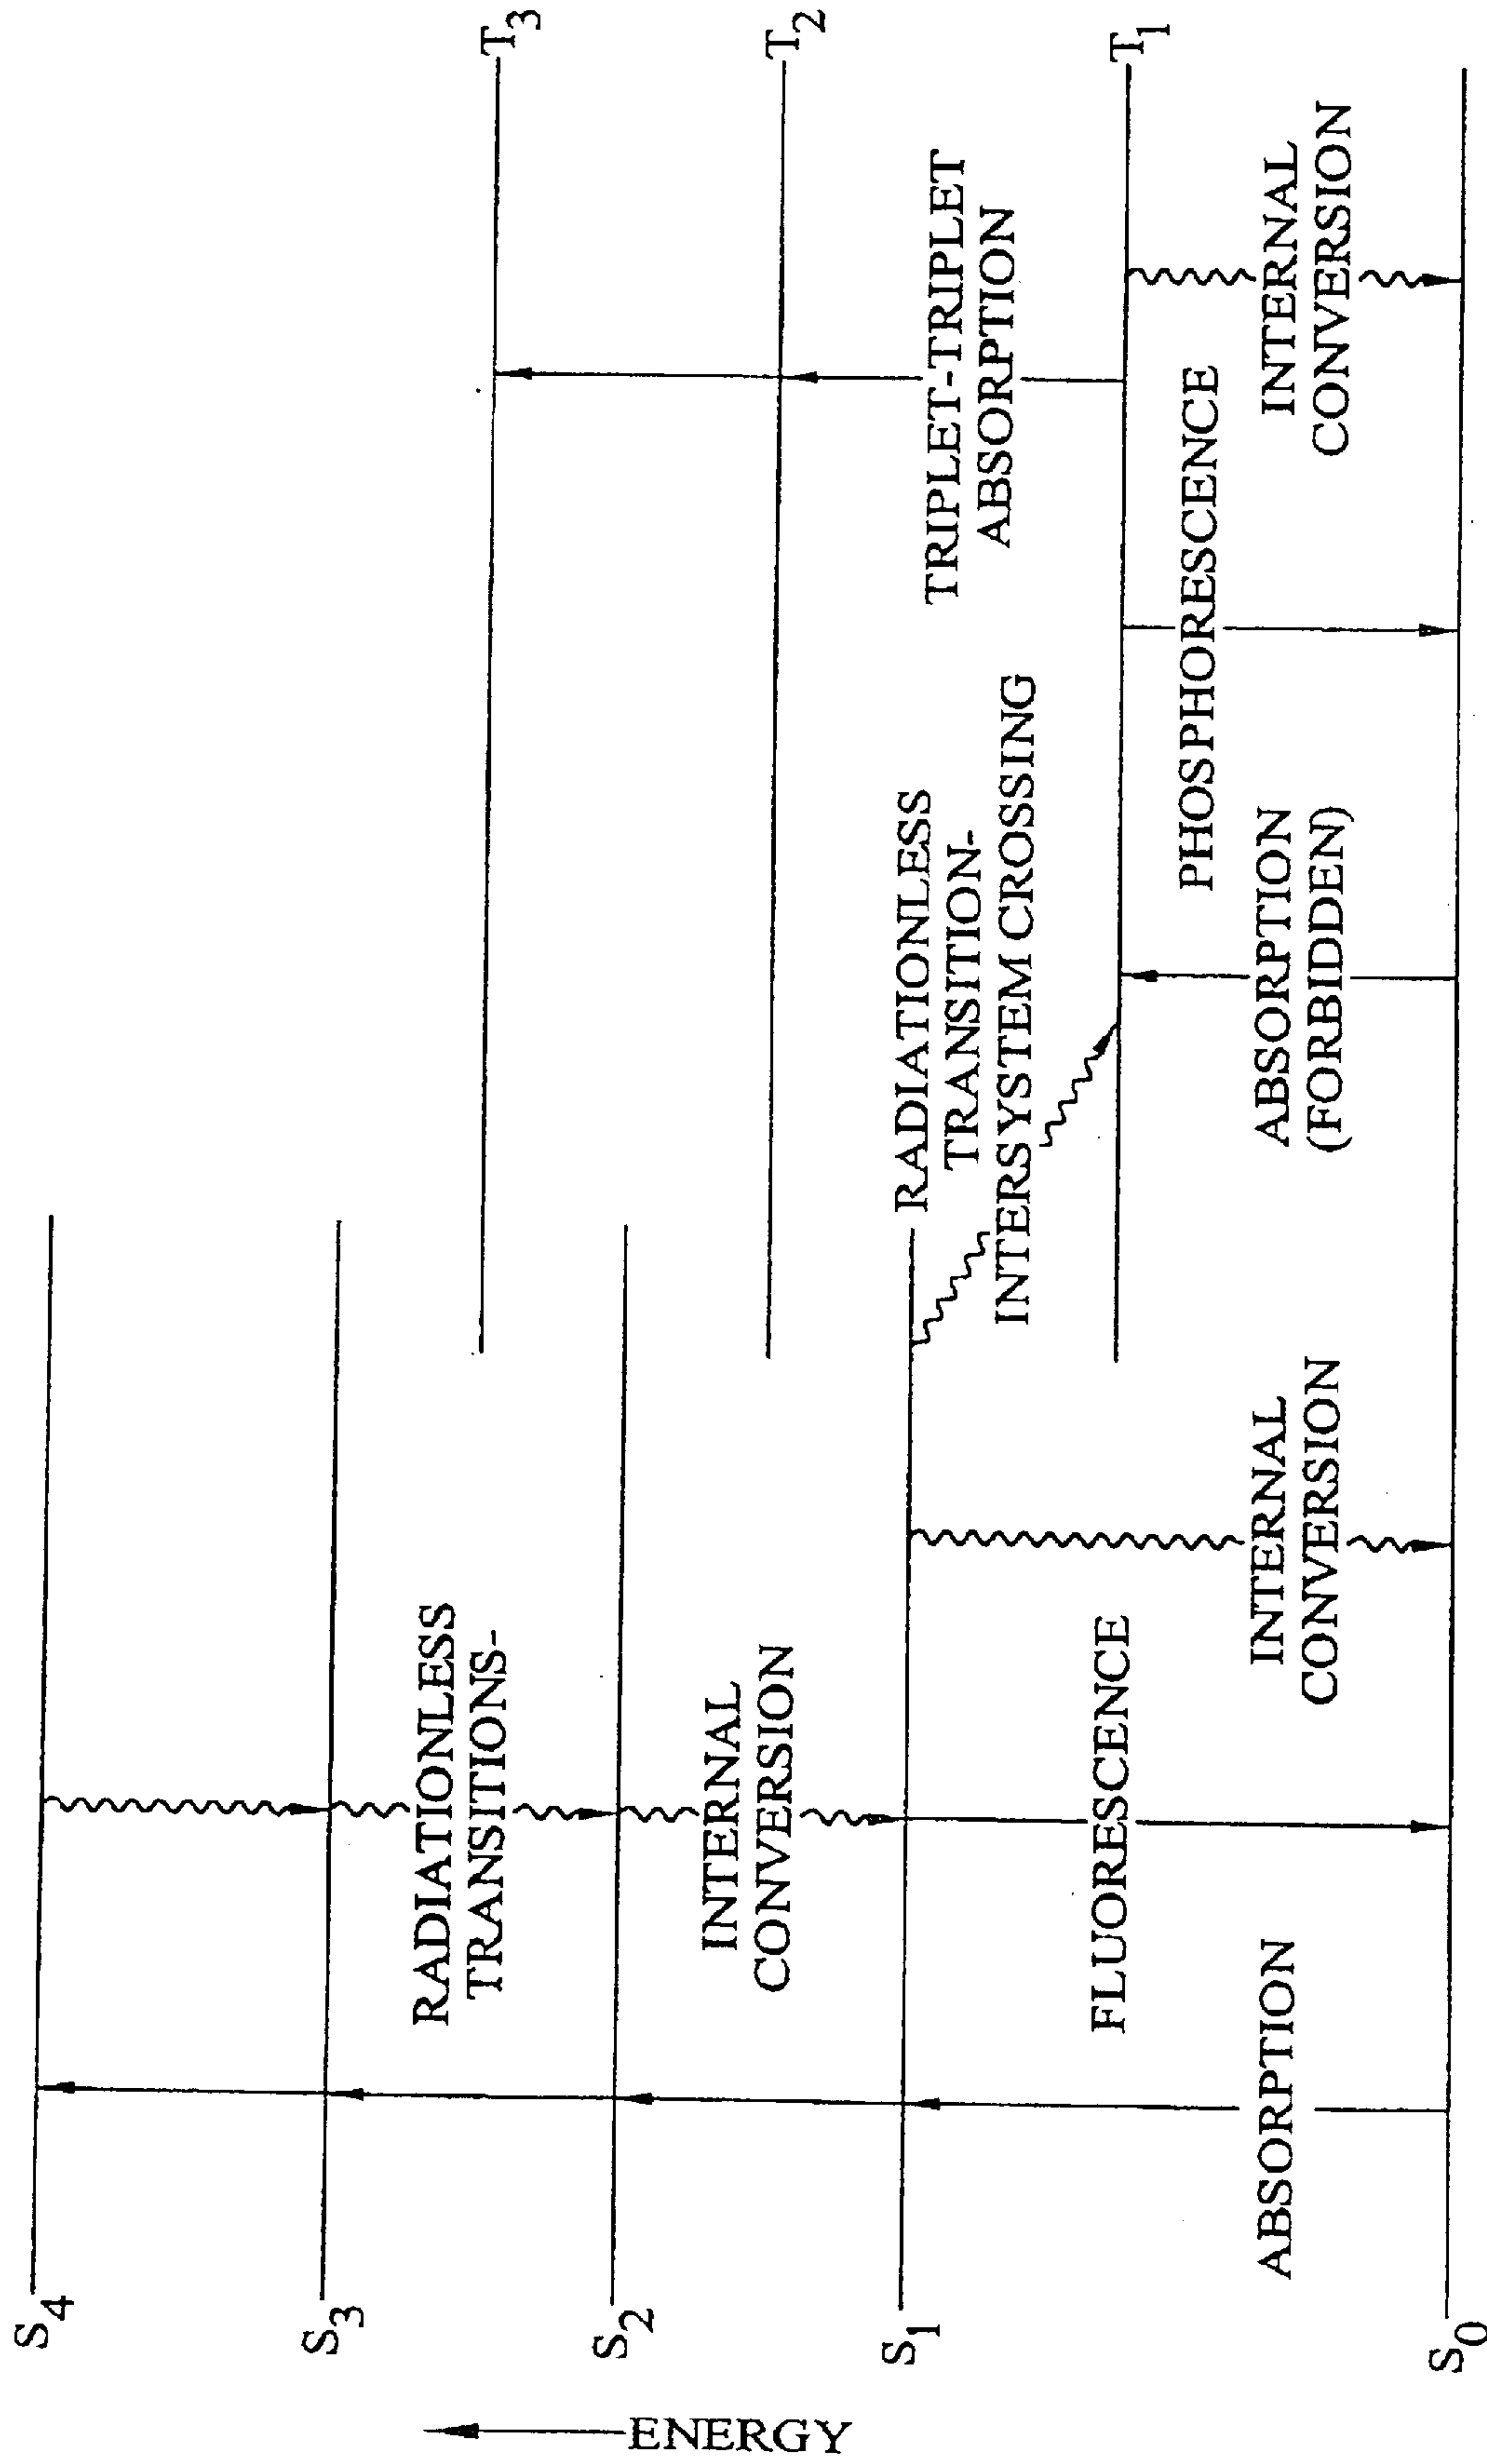 S4
S3
T3
RADIATIONLESS
TRANSITIONS-
S2
T2
INTERNAL
CONVERSION
ENERGY
S1
RADIATIONLESS
TRANSITION-
INTERSYSTEM CROSSING
TRIPLET-TRIPLET
ABSORPTION
T1
FLUORESCENCE
PHOSPHORESCENCE
ABSORPTION
INTERNAL
CONVERSION
ABSORPTION
(FORBIDDEN)
INTERNAL
CONVERSION
S0